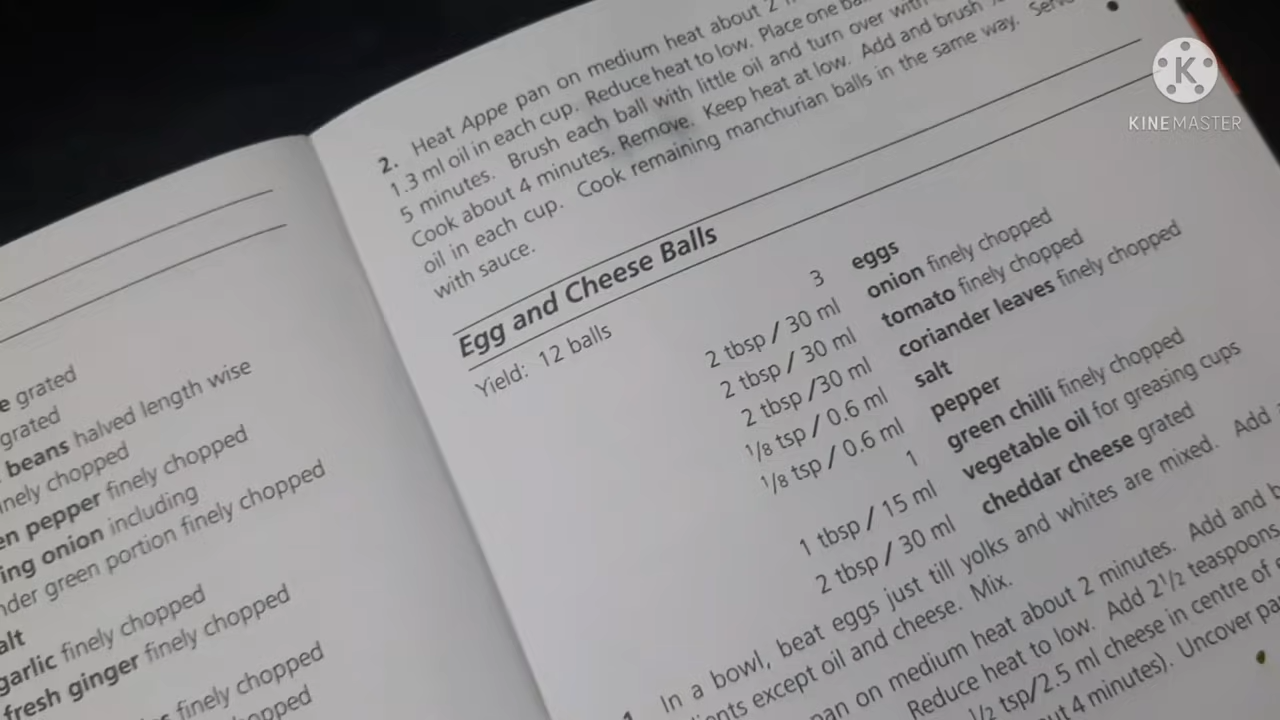 e grated
grated
beans halved length wise
finely chopped
pepper finely chopped
onion including
green portion finely chopped
garlic finely chopped
fresh ginger finely chopped
finely chopped
2. Heat Appe pan on medium heat about 2
1.3 ml oil in each cup. Reduce heat to low. Place one
5 minutes. Brush each ball with little oil and turn over with
Cook about 4 minutes. Remove. Keep heat at low. Add and brush
oil in each cup. Cook remaining manchurian balls in the same way.
with sauce.
Egg and Cheese Balls
Yield: 12 balls
3 eggs
2 tbsp / 30 ml onion finely chopped
2 tbsp / 30 ml tomato finely chopped
2 tbsp /30 ml coriander leaves finely chopped
1/8 tsp / 0.6 ml salt
1/8 tsp / 0.6 ml pepper
1 green chilli finely chopped
1 tbsp / 15 ml vegetable oil for greasing cups
2 tbsp / 30 ml cheddar cheese grated
In a bowl, beat eggs just till yolks and whites are mixed. Add
except oil and cheese. Mix.
pan on medium heat about 2 minutes. Add and
Reduce heat to low. Add 2 1/2 teaspoons
1/2 tsp/2.5 ml cheese in centre of
4 minutes). Uncover
K
KINEMASTER